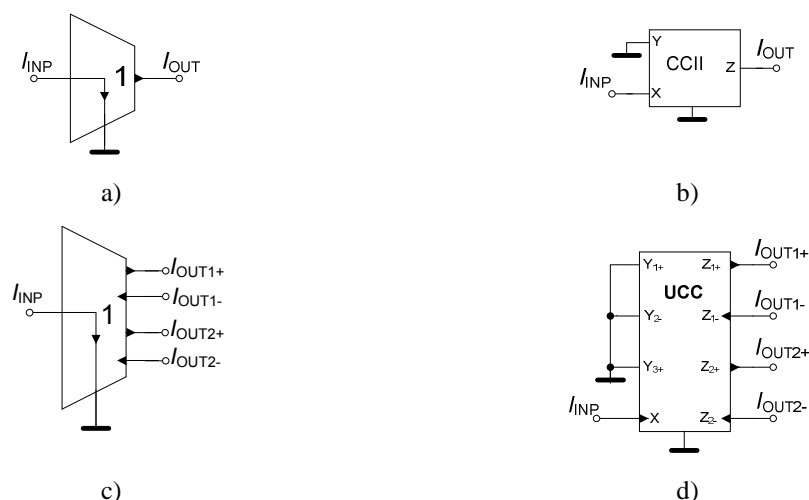 I_INP 1 I_OUT
a)
Y CCII I_OUT
I_INP X Z
b)
I_INP 1 I_OUT1+
I_OUT1-
I_OUT2+
I_OUT2-
c)
Y1+ UCC Z1+ I_OUT1+
Y2- Z1- I_OUT1-
Y3+ Z2+ I_OUT2+
I_INP X Z2- I_OUT2-
d)